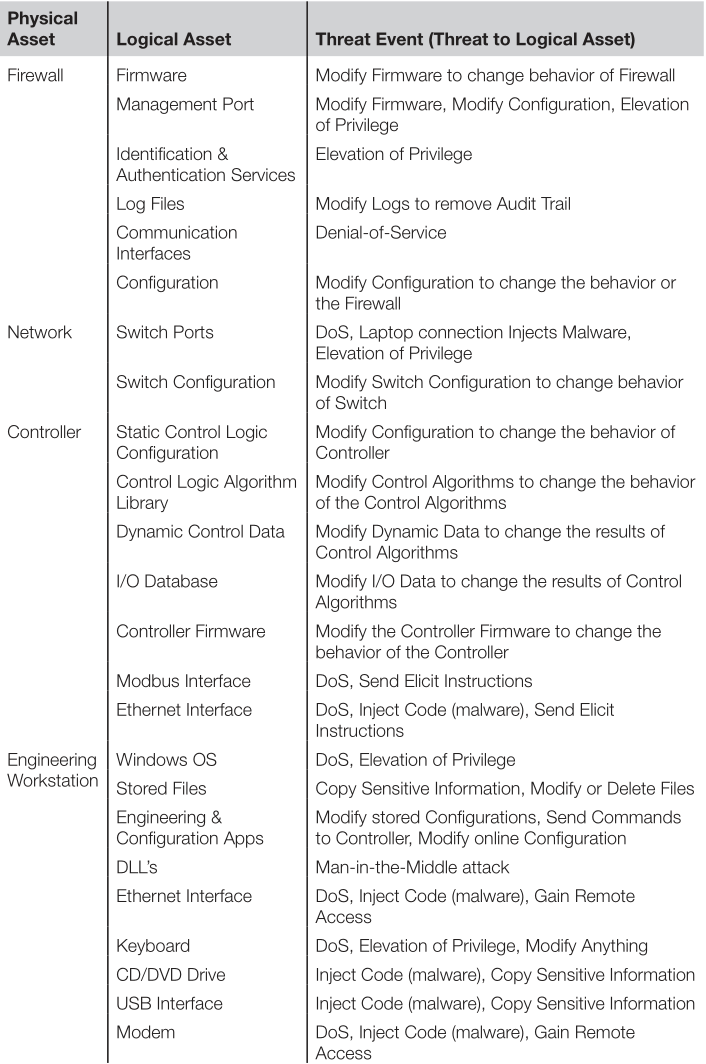 Physical Asset Logical Asset Threat Event (Threat to Logical Asset)
Firewall Firmware Modify Firmware to change behavior of Firewall
Management Port Modify Firmware, Modify Configuration, Elevation
of Privilege
Identification & Elevation of Privilege
Authentication Services
Log Files Modify Logs to remove Audit Trail
Communication Denial-of-Service
Interfaces
Configuration Modify Configuration to change the behavior or
the Firewall
Network Switch Ports DoS, Laptop connection Injects Malware,
Elevation of Privilege
Switch Configuration Modify Switch Configuration to change behavior
of Switch
Controller Static Control Logic Modify Configuration to change the behavior of
Configuration Controller
Control Logic Algorithm Modify Control Algorithms to change the behavior
Library of the Control Algorithms
Dynamic Control Data Modify Dynamic Data to change the results of
Control Algorithms
I/O Database Modify I/O Data to change the results of Control
Algorithms
Controller Firmware Modify the Controller Firmware to change the
behavior of the Controller
Modbus Interface DoS, Send Elicit Instructions
Ethernet Interface DoS, Inject Code (malware), Send Elicit
Instructions
Engineering Windows OS DoS, Elevation of Privilege
Workstation Stored Files Copy Sensitive Information, Modify or Delete Files
Engineering & Modify stored Configurations, Send Commands
Configuration Apps to Controller, Modify online Configuration
DLL's Man-in-the-Middle attack
Ethernet Interface DoS, Inject Code (malware), Gain Remote
Access
Keyboard DoS, Elevation of Privilege, Modify Anything
CD/DVD Drive Inject Code (malware), Copy Sensitive Information
USB Interface Inject Code (malware), Copy Sensitive Information
Modem DoS, Inject Code (malware), Gain Remote
Access